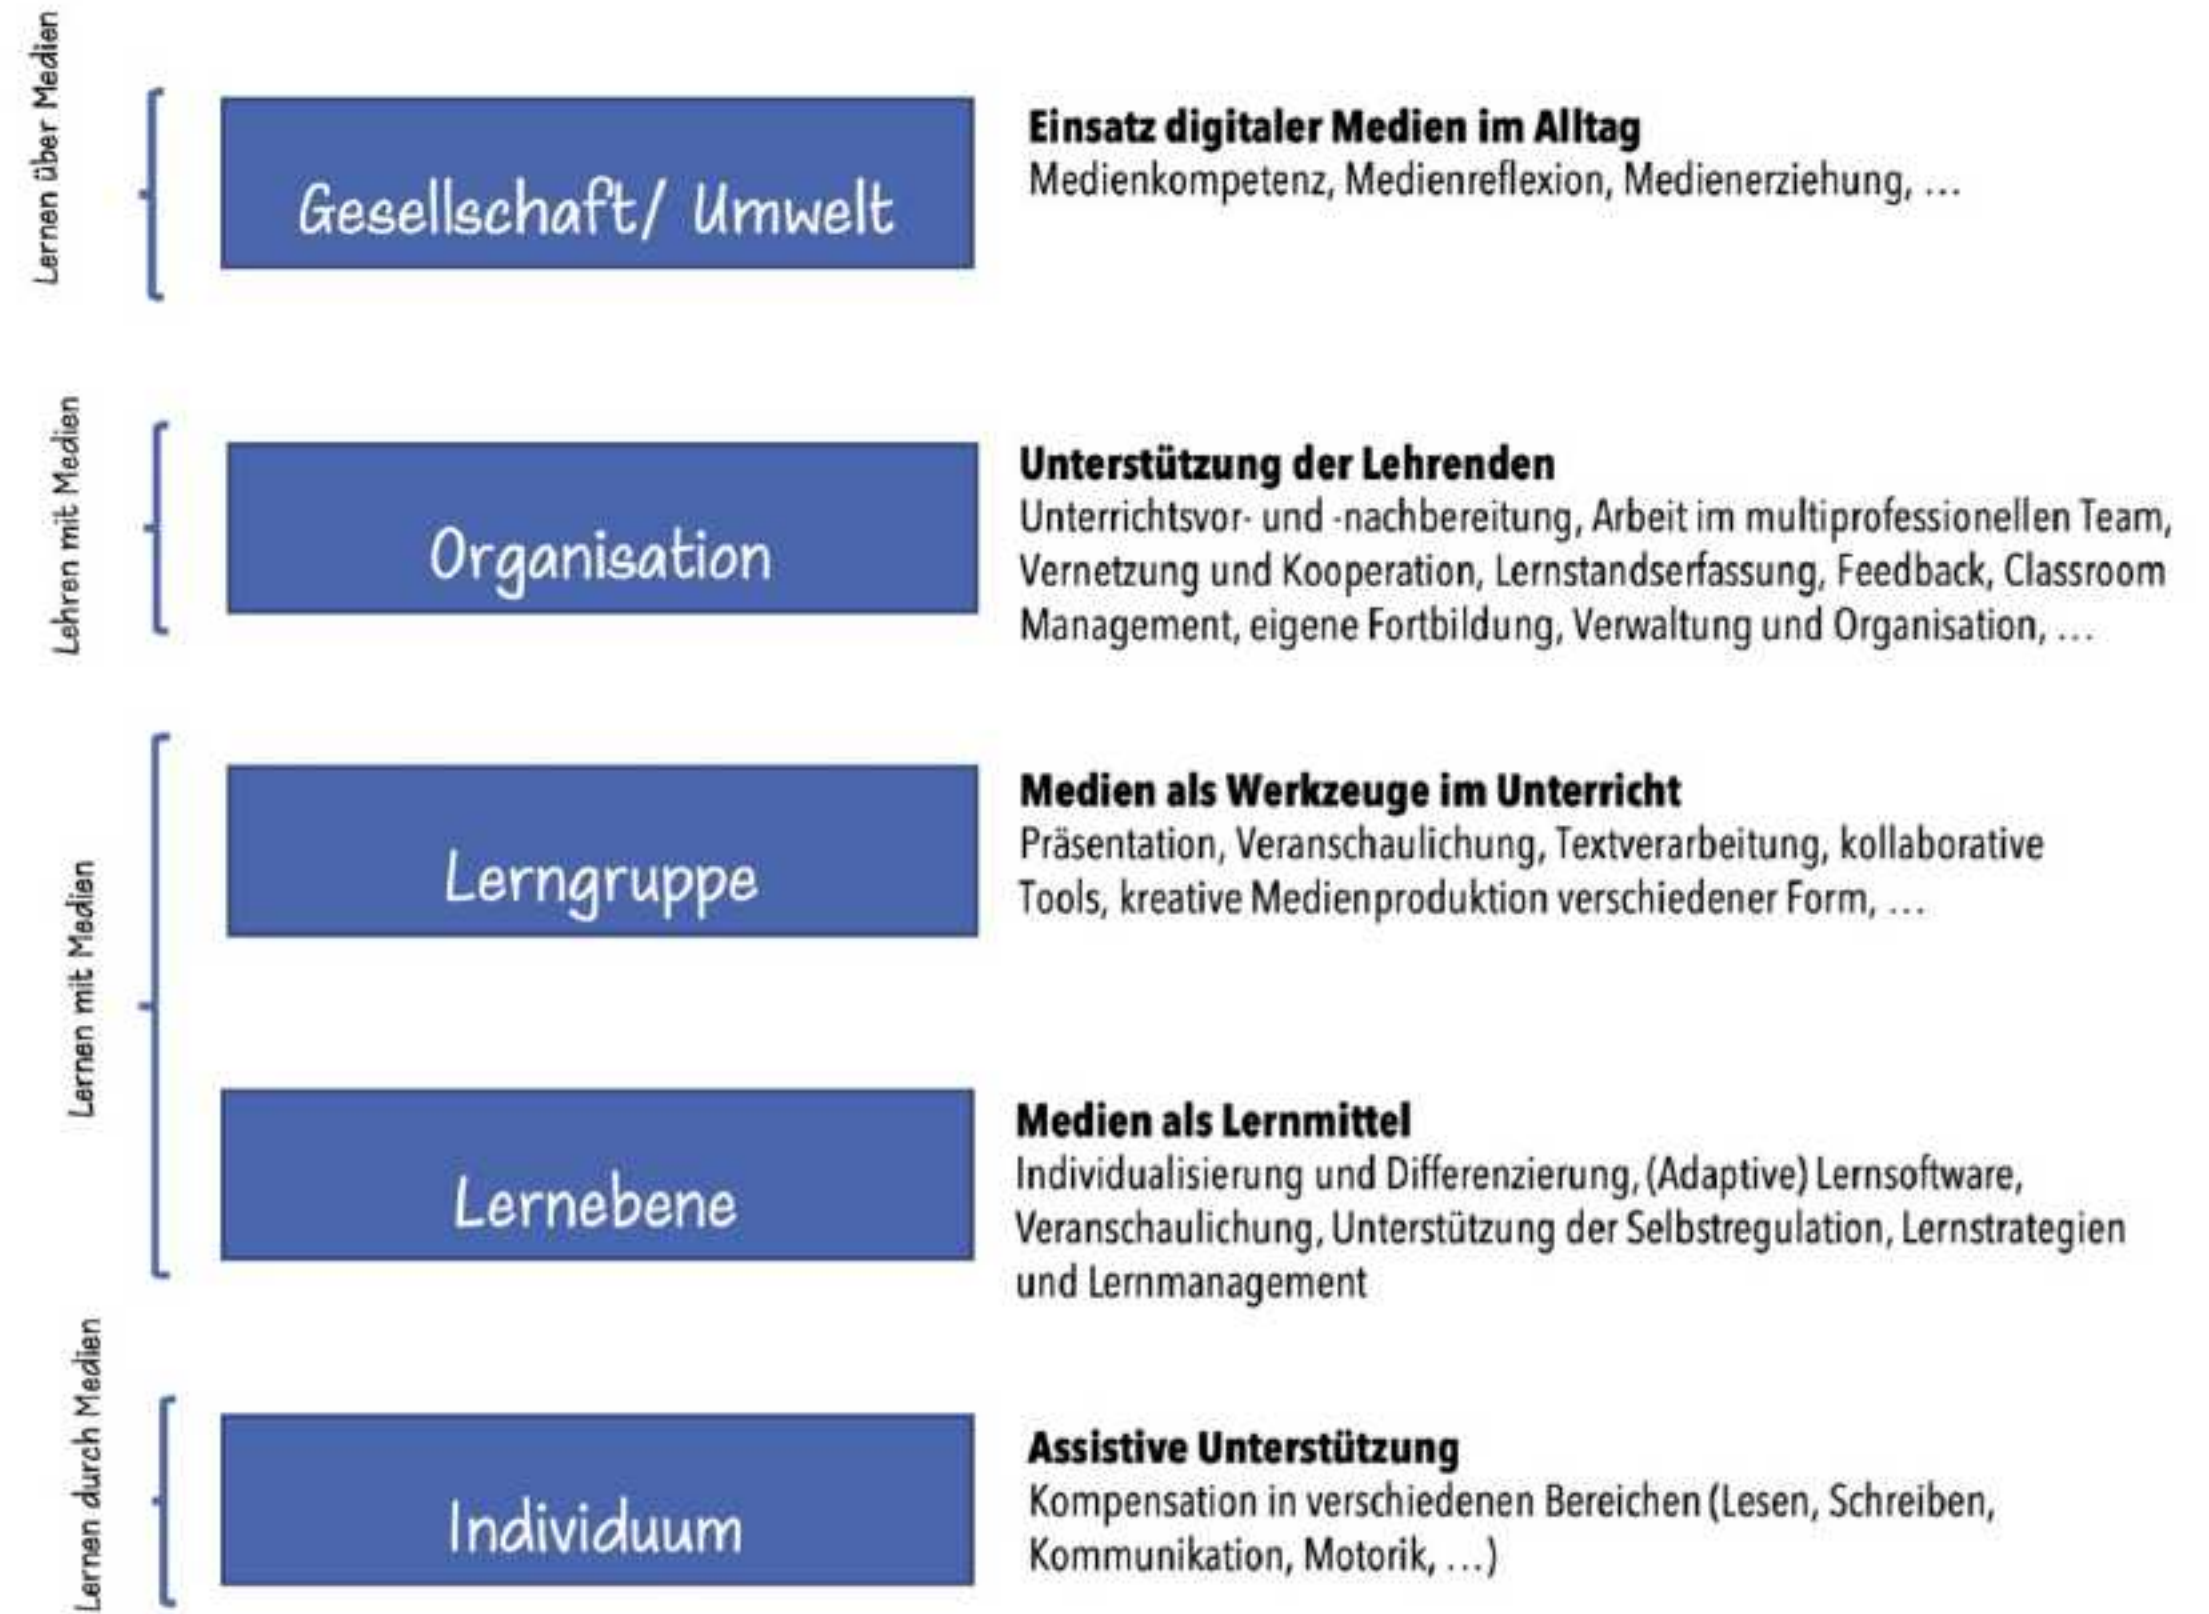 Lernen über Medien
Gesellschaft/ Umwelt
Einsatz digitaler Medien im Alltag
Medienkompetenz, Medienreflexion, Medienerziehung, ...
Lehren mit Medien
Organisation
Unterstützung der Lehrenden
Unterrichtsvor- und -nachbereitung, Arbeit im multiprofessionellen Team,
Vernetzung und Kooperation, Lernstandserfassung, Feedback, Classroom
Management, eigene Fortbildung, Verwaltung und Organisation, ...
Lernen mit Medien
Lerngruppe
Medien als Werkzeuge im Unterricht
Präsentation, Veranschaulichung, Textverarbeitung, kollaborative
Tools, kreative Medienproduktion verschiedener Form, ...
Lernebene
Medien als Lernmittel
Individualisierung und Differenzierung, (Adaptive) Lernsoftware,
Veranschaulichung, Unterstützung der Selbstregulation, Lernstrategien
und Lernmanagement
Lernen durch Medien
Individuum
Assistive Unterstützung
Kompensation in verschiedenen Bereichen (Lesen, Schreiben,
Kommunikation, Motorik, ...)